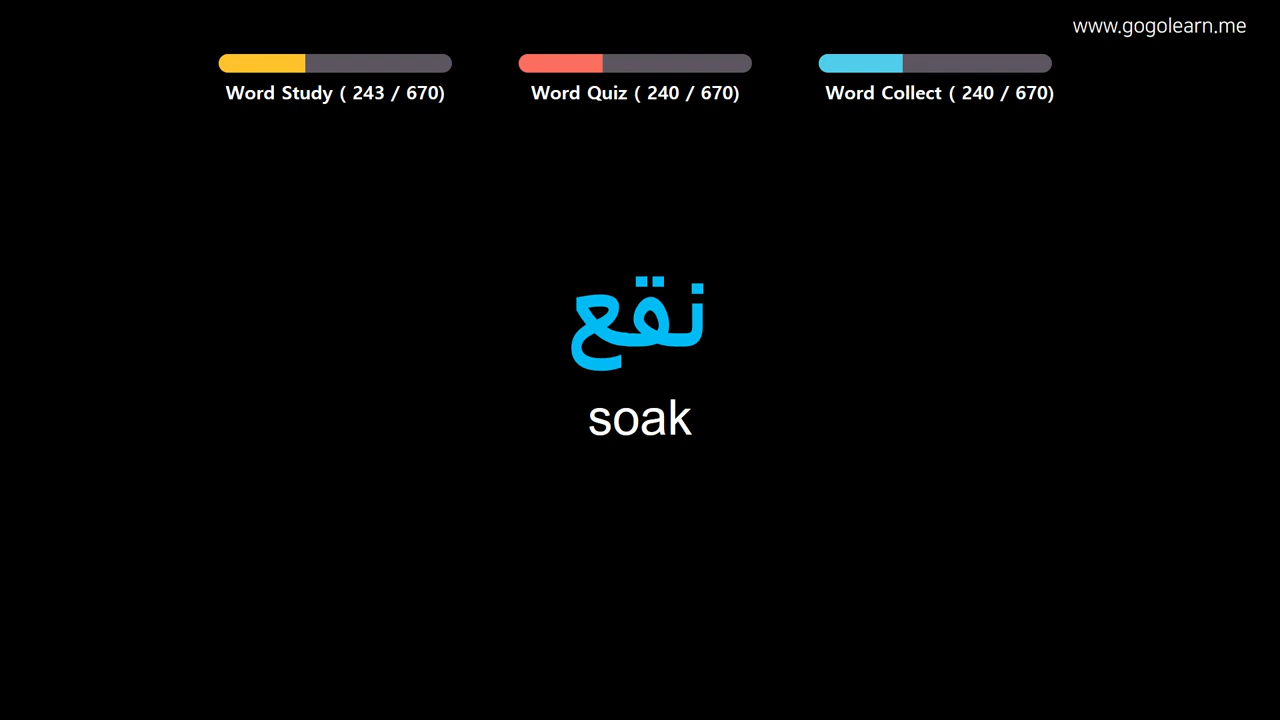 www.gogolearn.me
Word Study ( 243 / 670)
Word Quiz ( 240 / 670)
Word Collect ( 240 / 670)
نقع
soak